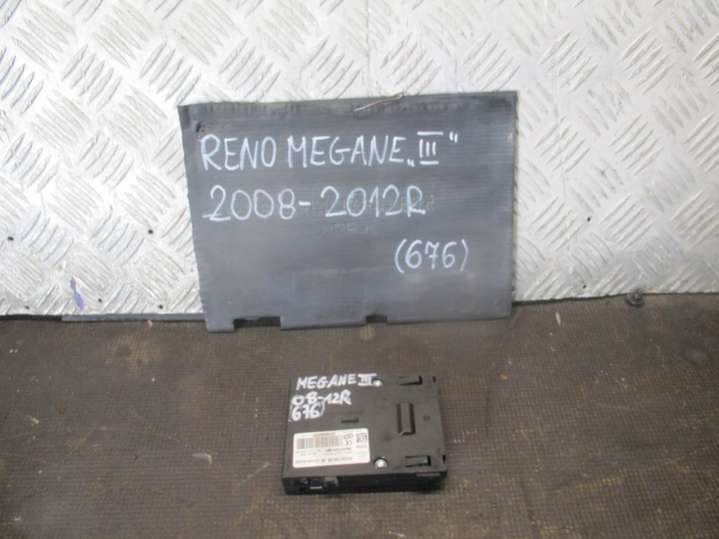 RENO MEGANE „III"
2008-2012R
(676)
MEGANE III
08-12R
(676)